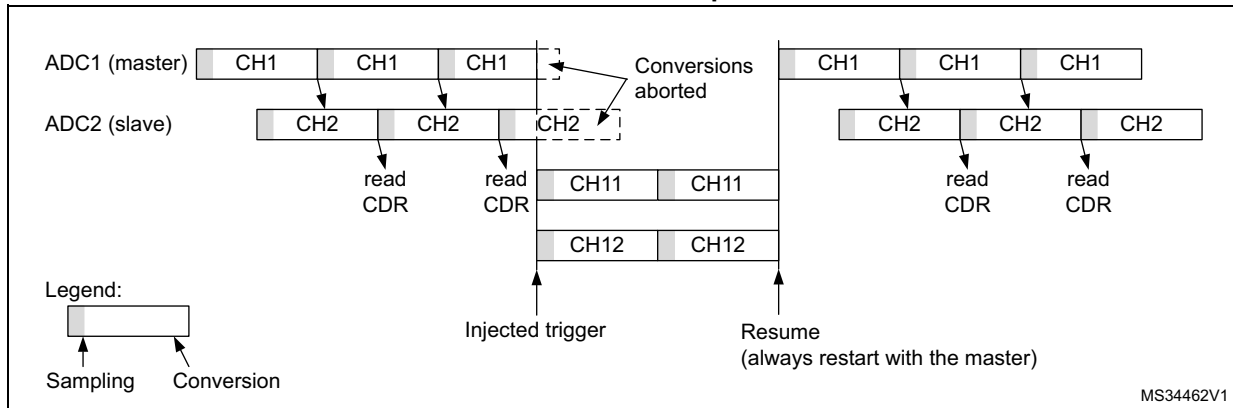 ADC1 (master) CH1 CH1 CH1 CH1 CH1 CH1
Conversions
aborted
ADC2 (slave) CH2 CH2 CH2 CH2 CH2 CH2
read
CDR
read
CDR
read
CDR
read
CDR
CH11 CH11
CH12 CH12
Legend:
Sampling Conversion
Injected trigger
Resume
(always restart with the master)
MS34462V1